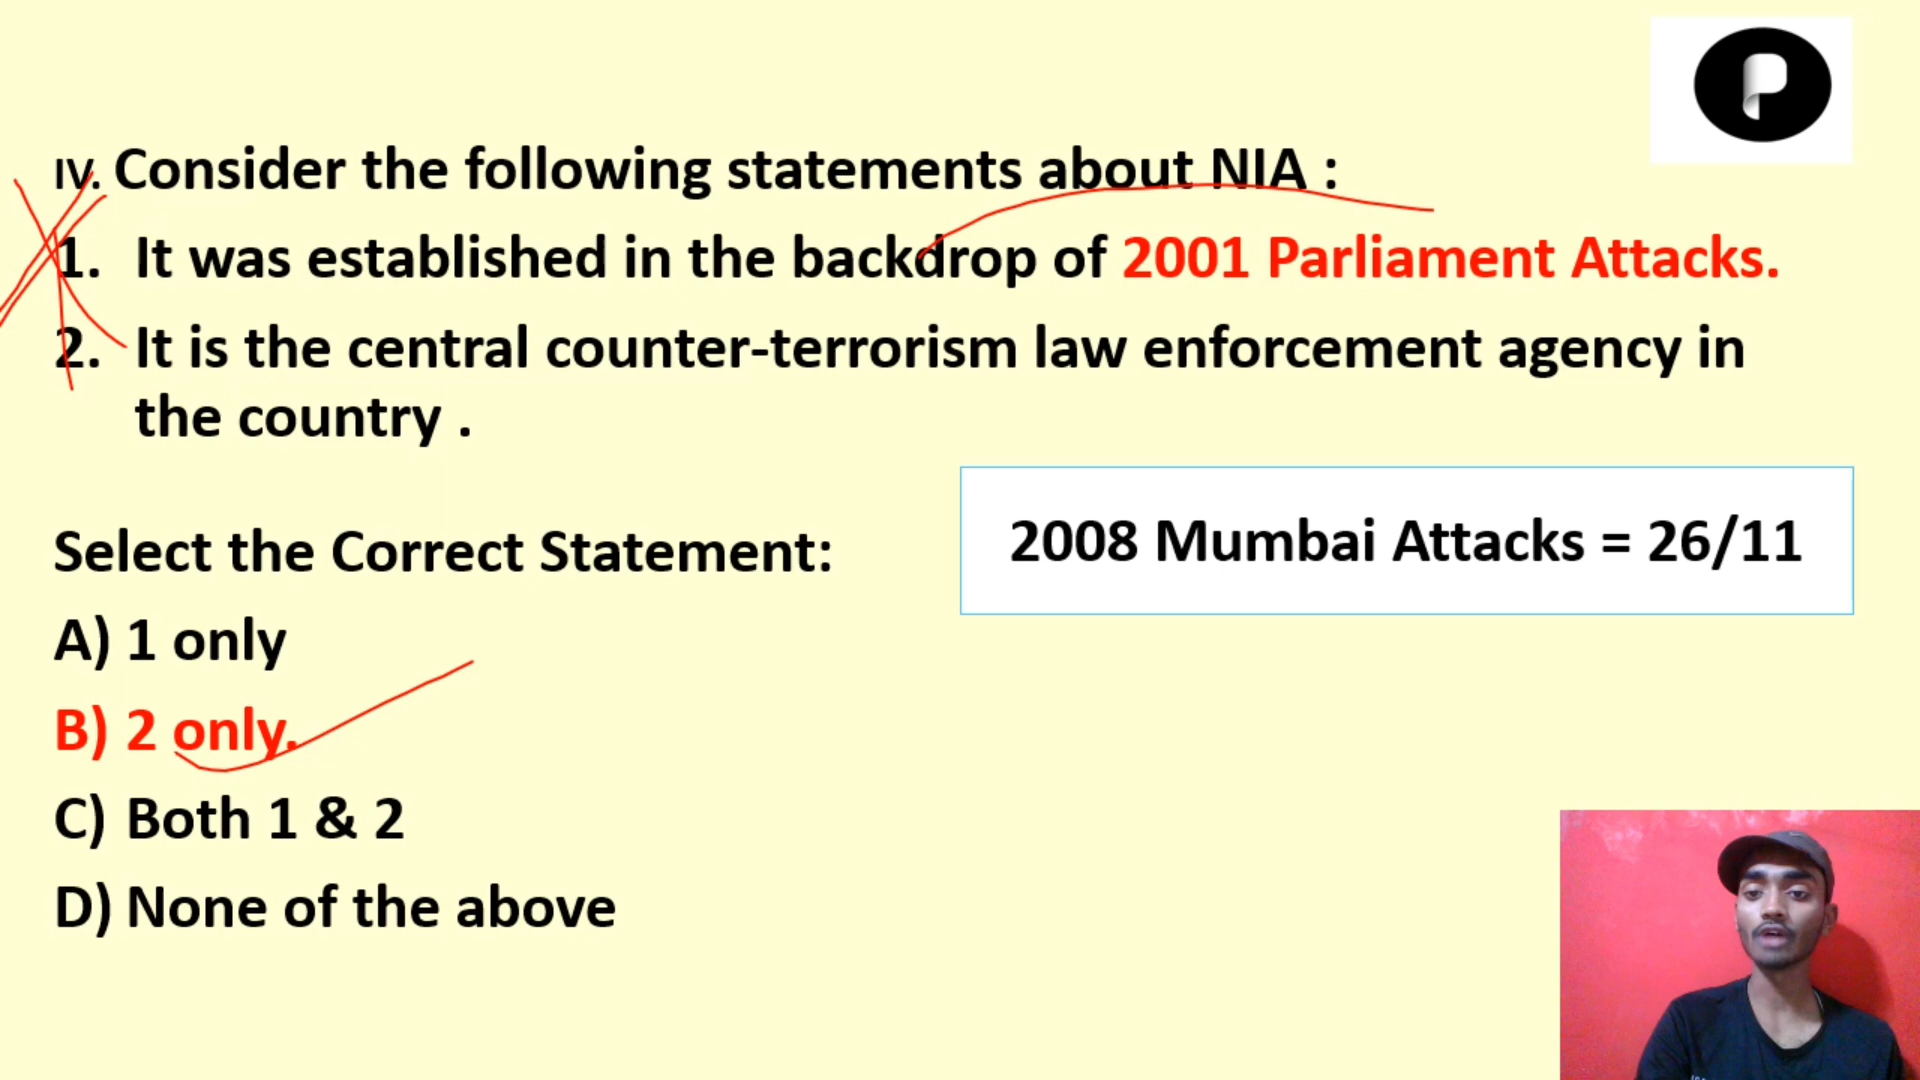 IV. Consider the following statements about NIA :
1. It was established in the backdrop of 2001 Parliament Attacks.
2. It is the central counter-terrorism law enforcement agency in
the country .
2008 Mumbai Attacks = 26/11
Select the Correct Statement:
A) 1 only
B) 2 only.
C) Both 1 & 2
D) None of the above
P